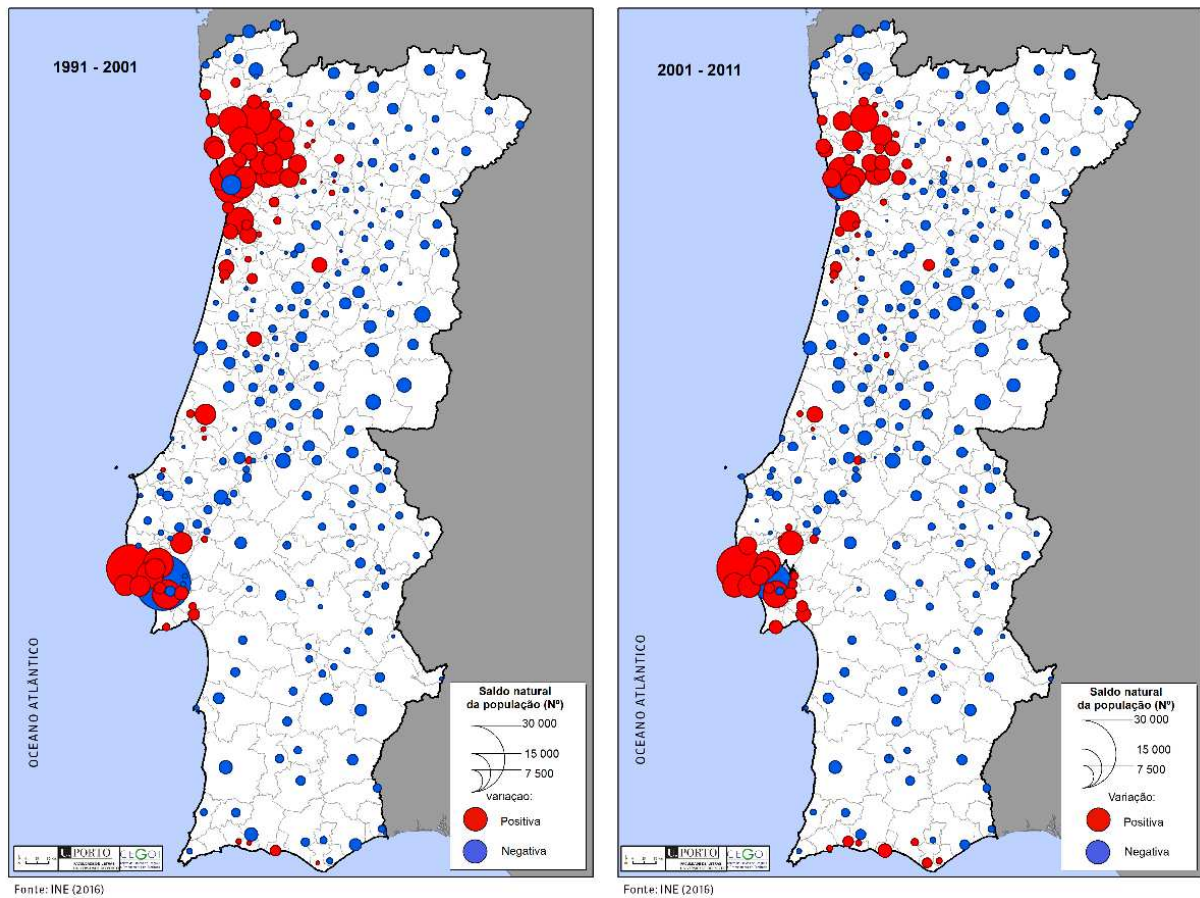 1991 - 2001
OCEANO ATLÂNTICO
Saldo natural
da população (Nº)
30 000
15 000
7 500
Variação:
Positiva
Negativa
U. PORTO
CEGOT
Fonte: INE (2016)
2001 - 2011
OCEANO ATLÂNTICO
Saldo natural
da população (Nº)
30 000
15 000
7 500
Variação:
Positiva
Negativa
U. PORTO
CEGOT
Fonte: INE (2016)